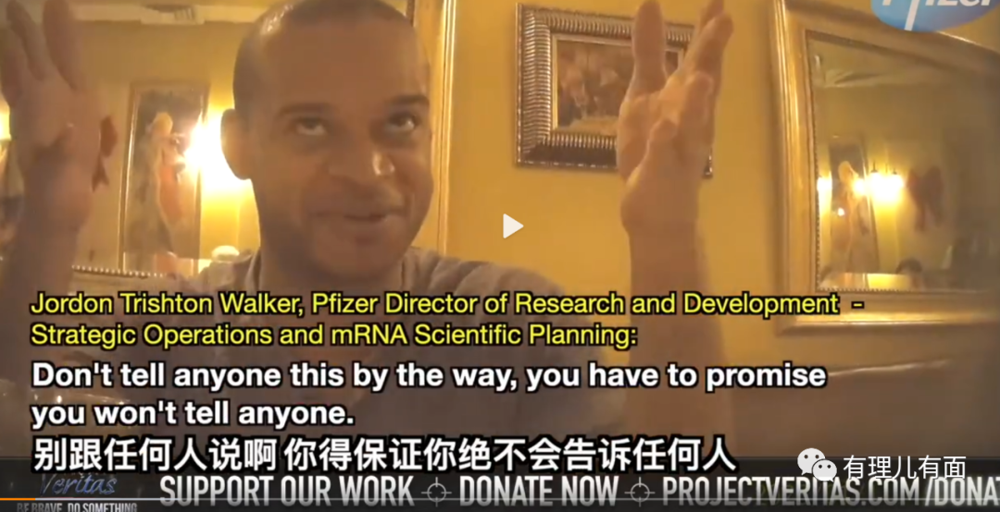 Pfizer
Jordon Trishton Walker, Pfizer Director of Research and Development -
Strategic Operations and mRNA Scientific Planning:
Don't tell anyone this by the way, you have to promise
you won't tell anyone.
别跟任何人说啊 你得保证你绝不会告诉任何人
有理儿有面
Veritas
BE BRAVE. DO SOMETHING
SUPPORT OUR WORK DONATE NOW PROJECTVERITAS.COM/DONA